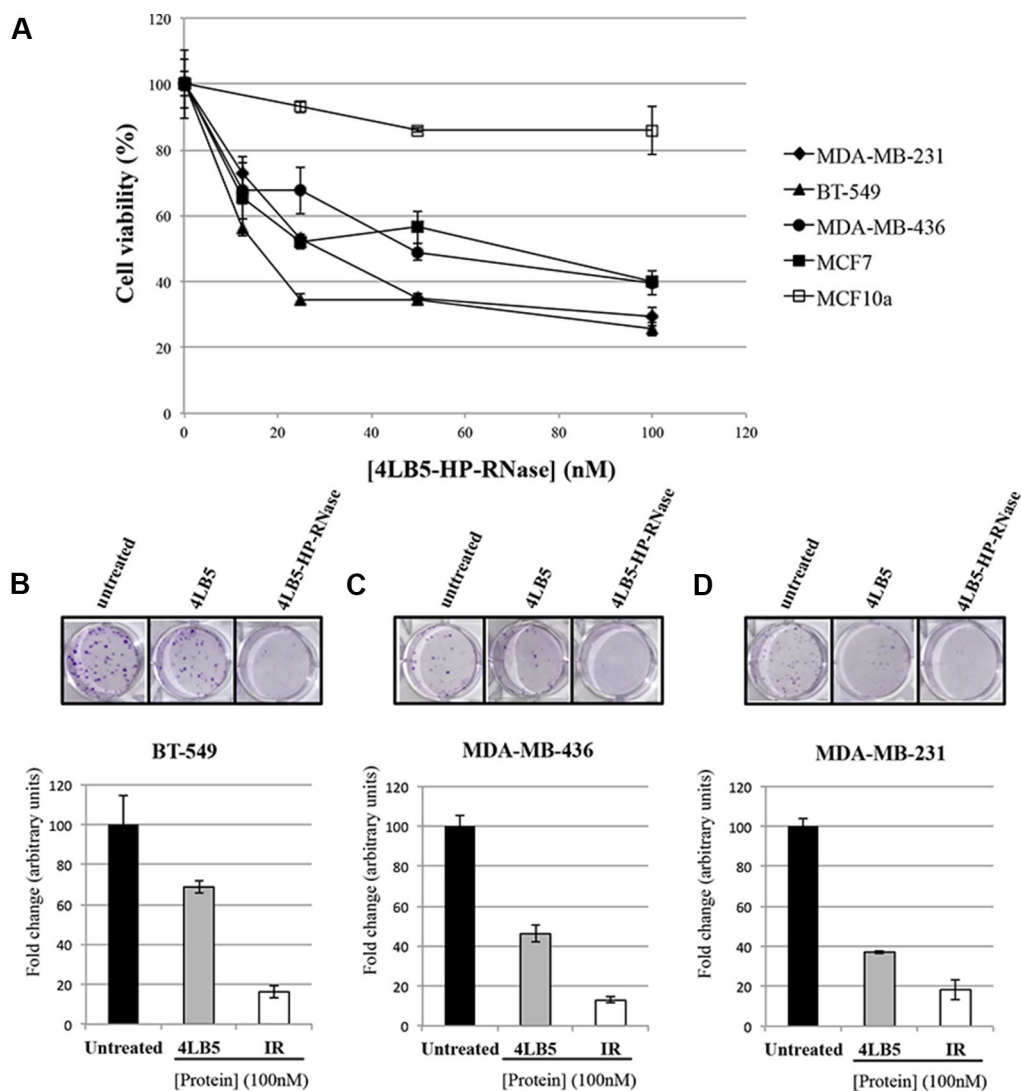 A
120
100
80
60
40
20
0
0 20 40 60 80 100 120
Cell viability (%)
[4LB5-HP-RNase] (nM)
MDA-MB-231
BT-549
MDA-MB-436
MCF7
MCF10a
B
untreated
4LB5
4LB5-HP-RNase
BT-549
Fold change (arbitrary units)
120
100
80
60
40
20
0
Untreated 4LB5 IR
[Protein] (100nM)
C
unttreated
4LB5
4LB5-HP-RNase
MDA-MB-436
Fold change (arbitrary units)
120
100
80
60
40
20
0
Untreated 4LB5 IR
[Protein] (100nM)
D
untreated
4LB5
4LB5-HP-RNase
MDA-MB-231
Fold change (arbitrary units)
120
100
80
60
40
20
0
Untreated 4LB5 IR
[Protein] (100nM)